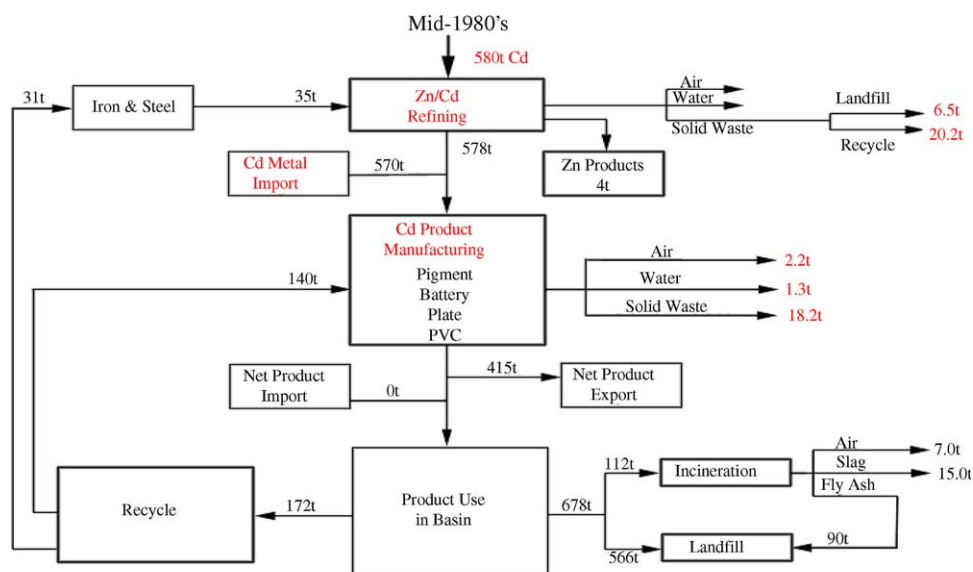 Mid-1980's
580t Cd
31t
Iron & Steel
35t
Zn/Cd
Refining
Air
Water
Solid Waste
Landfill
6.5t
20.2t
Recycle
578t
Cd Metal
Import
570t
Zn Products
4t
Cd Product
Manufacturing
Pigment
Battery
Plate
PVC
140t
Air
2.2t
Water
1.3t
Solid Waste
18.2t
Net Product
Import
0t
415t
Net Product
Export
Recycle
172t
Product Use
in Basin
678t
112t
Incineration
Air
7.0t
Slag
15.0t
Fly Ash
566t
Landfill
90t